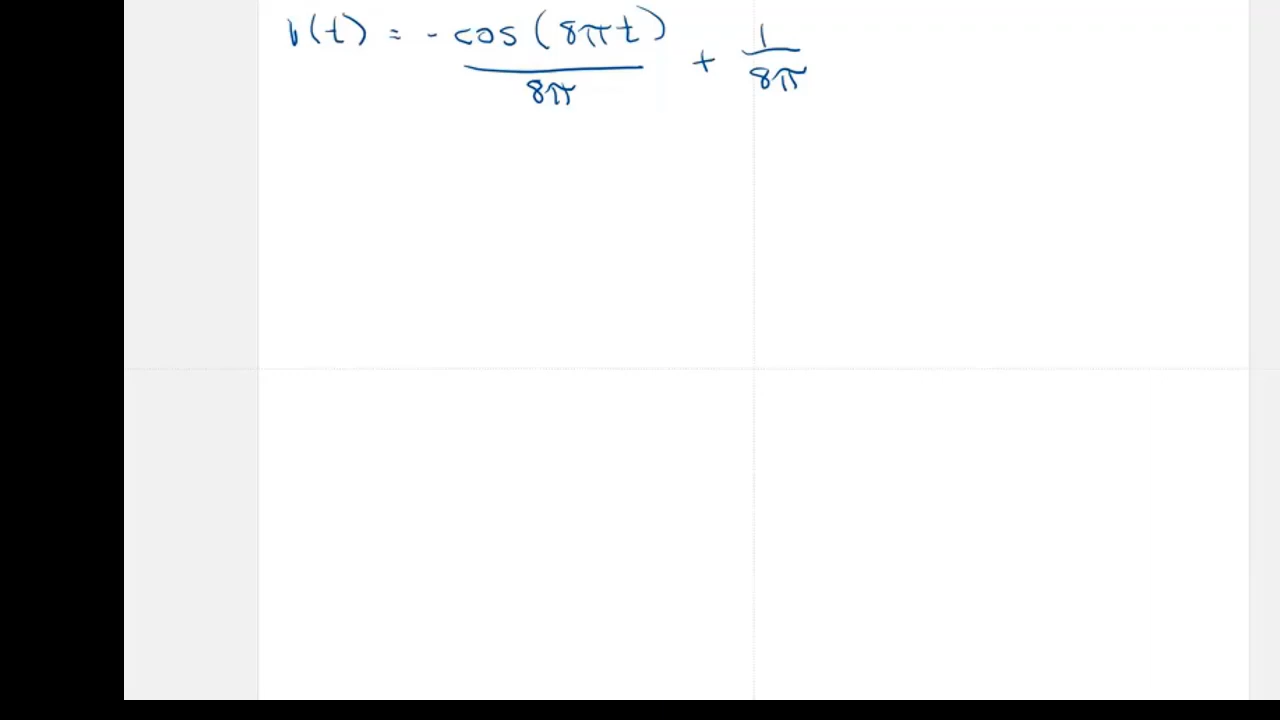 v(t) = - cos(8πt)/8π + 1/8π